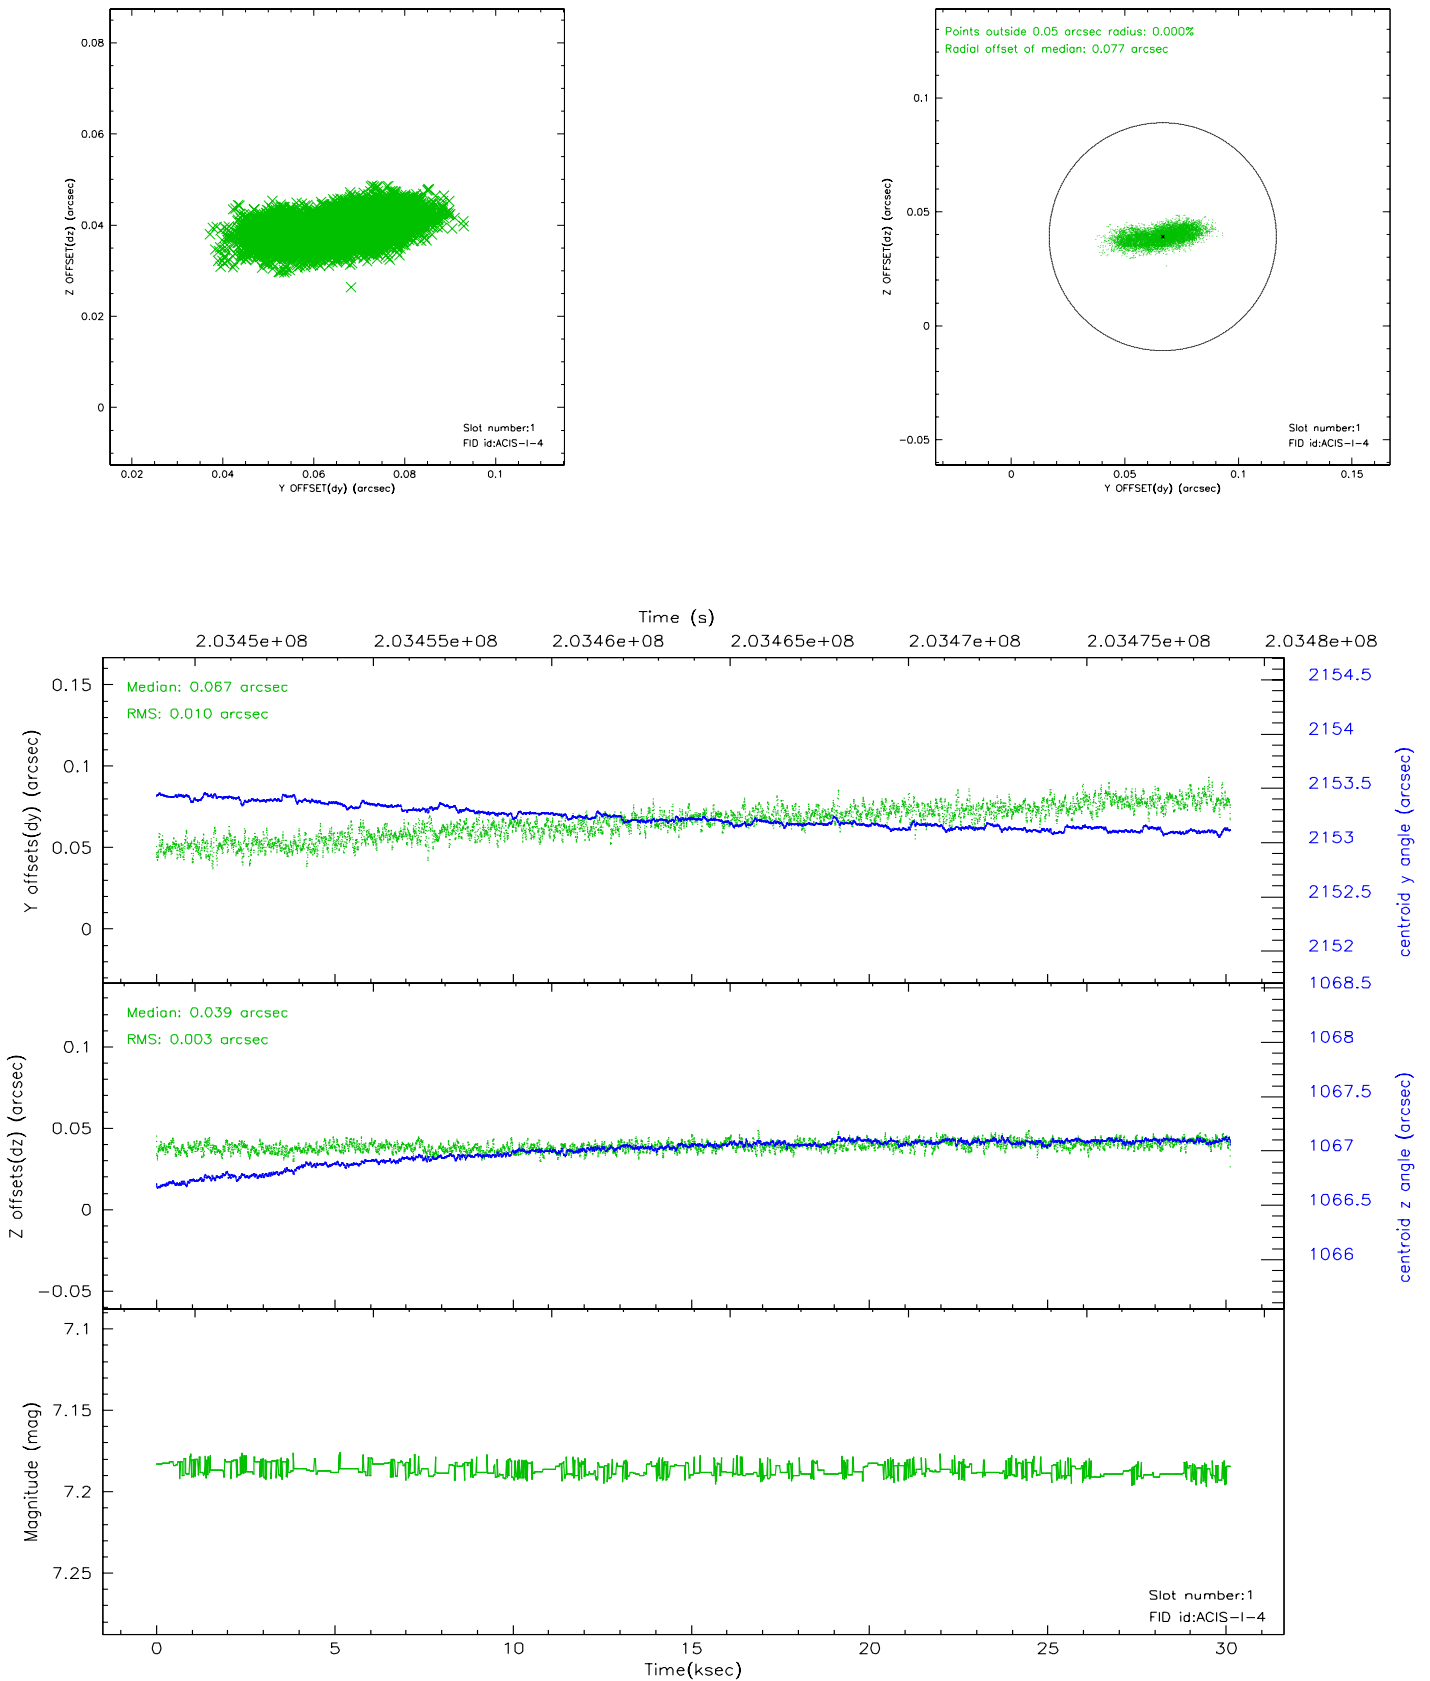 0.08
0.06
0.04
0.02
0
Z OFFSET(dz) (arcsec)
Slot number:1
FID id:ACIS-I-4
0.02 0.04 0.06 0.08 0.1
Y OFFSET(dy) (arcsec)
Points outside 0.05 arcsec radius: 0.000%
Radial offset of median: 0.077 arcsec
0.1
0.05
0
-0.05
Z OFFSET(dz) (arcsec)
Slot number:1
FID id:ACIS-I-4
0 0.05 0.1 0.15
Y OFFSET(dy) (arcsec)
Time (s)
2.0345e+08 2.03455e+08 2.0346e+08 2.03465e+08 2.0347e+08 2.03475e+08 2.0348e+08
Median: 0.067 arcsec
RMS: 0.010 arcsec
0.15
0.1
0.05
0
Y offsets(dy) (arcsec)
2154.5
2154
2153.5
2153
2152.5
2152
centroid y angle (arcsec)
Median: 0.039 arcsec
RMS: 0.003 arcsec
0.1
0.05
0
-0.05
Z offsets(dz) (arcsec)
1068.5
1068
1067.5
1067
1066.5
1066
centroid z angle (arcsec)
7.1
7.15
7.2
7.25
Magnitude (mag)
Slot number:1
FID id:ACIS-I-4
0 5 10 15 20 25 30
Time(ksec)